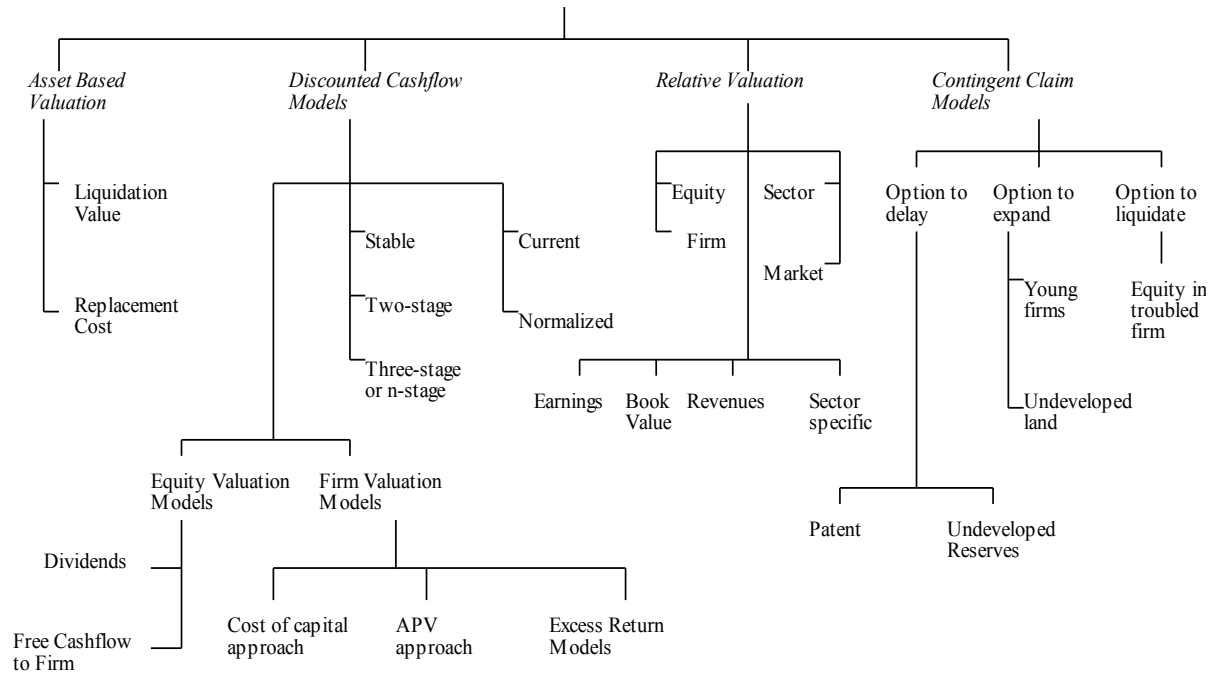 Asset Based
Valuation
Discounted Cashflow
Models
Relative Valuation
Contingent Claim
Models
Liquidation
Value
Replacement
Cost
Stable
Two-stage
Three-stage
or n-stage
Current
Normalized
Equity Valuation
Models
Firm Valuation
Models
Dividends
Free Cashflow
to Firm
Cost of capital
approach
APV
approach
Excess Return
Models
Equity
Firm
Sector
Market
Earnings
Book
Value
Revenues
Sector
specific
Option to
delay
Option to
expand
Option to
liquidate
Young
firms
Undeveloped
land
Equity in
troubled
firm
Patent
Undeveloped
Reserves